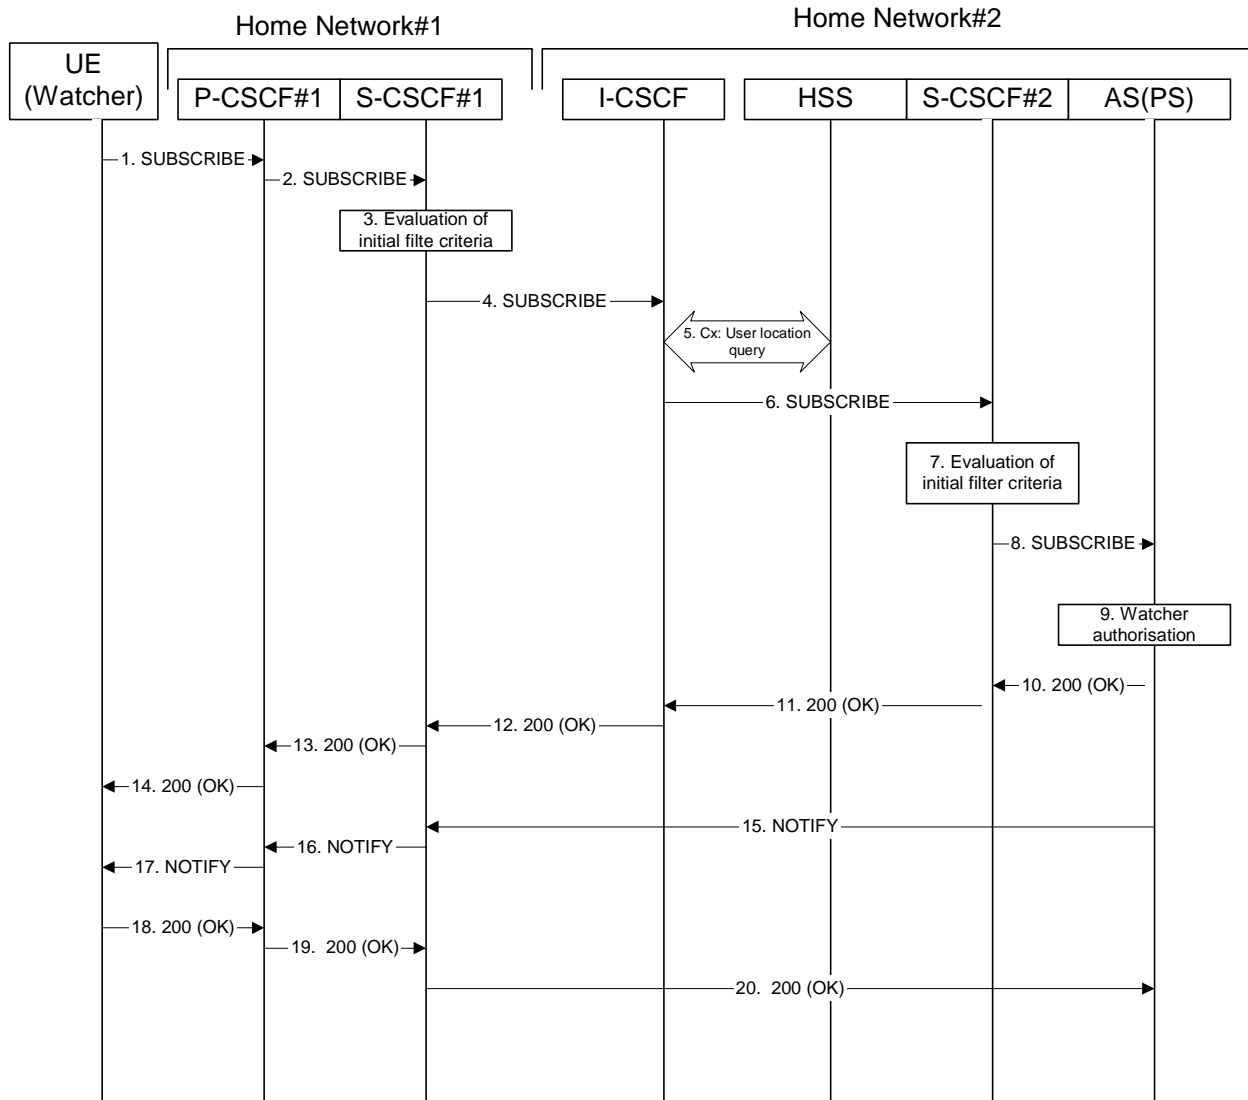 Home Network#1
Home Network#2
UE
(Watcher)
P-CSCF#1
S-CSCF#1
I-CSCF
HSS
S-CSCF#2
AS(PS)
1. SUBSCRIBE
2. SUBSCRIBE
3. Evaluation of
initial filte criteria
4. SUBSCRIBE
5. Cx: User location
query
6. SUBSCRIBE
7. Evaluation of
initial filter criteria
8. SUBSCRIBE
9. Watcher
authorisation
10. 200 (OK)
11. 200 (OK)
12. 200 (OK)
13. 200 (OK)
14. 200 (OK)
15. NOTIFY
16. NOTIFY
17. NOTIFY
18. 200 (OK)
19. 200 (OK)
20. 200 (OK)